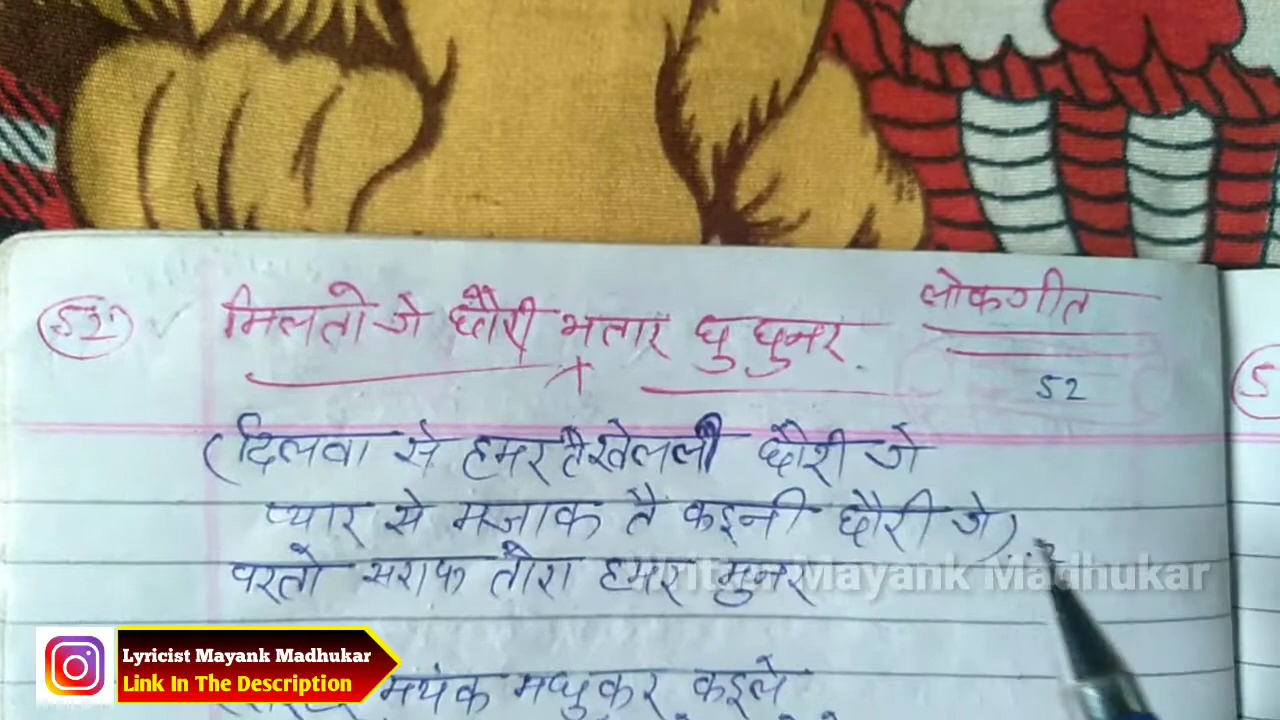 52
मिलतो जे छौरी भतार घु घुनर
लोकगीत
52
(दिलवा से हमर तै खेलली छौरी जे
प्यार से मजाक तै कइनी छौरी जे)
परतो सराफ तोरा हमर मुनर
Mayank Madhukar
मयंक मधुकर कइले
5
Lyricist Mayank Madhukar
Link In The Description